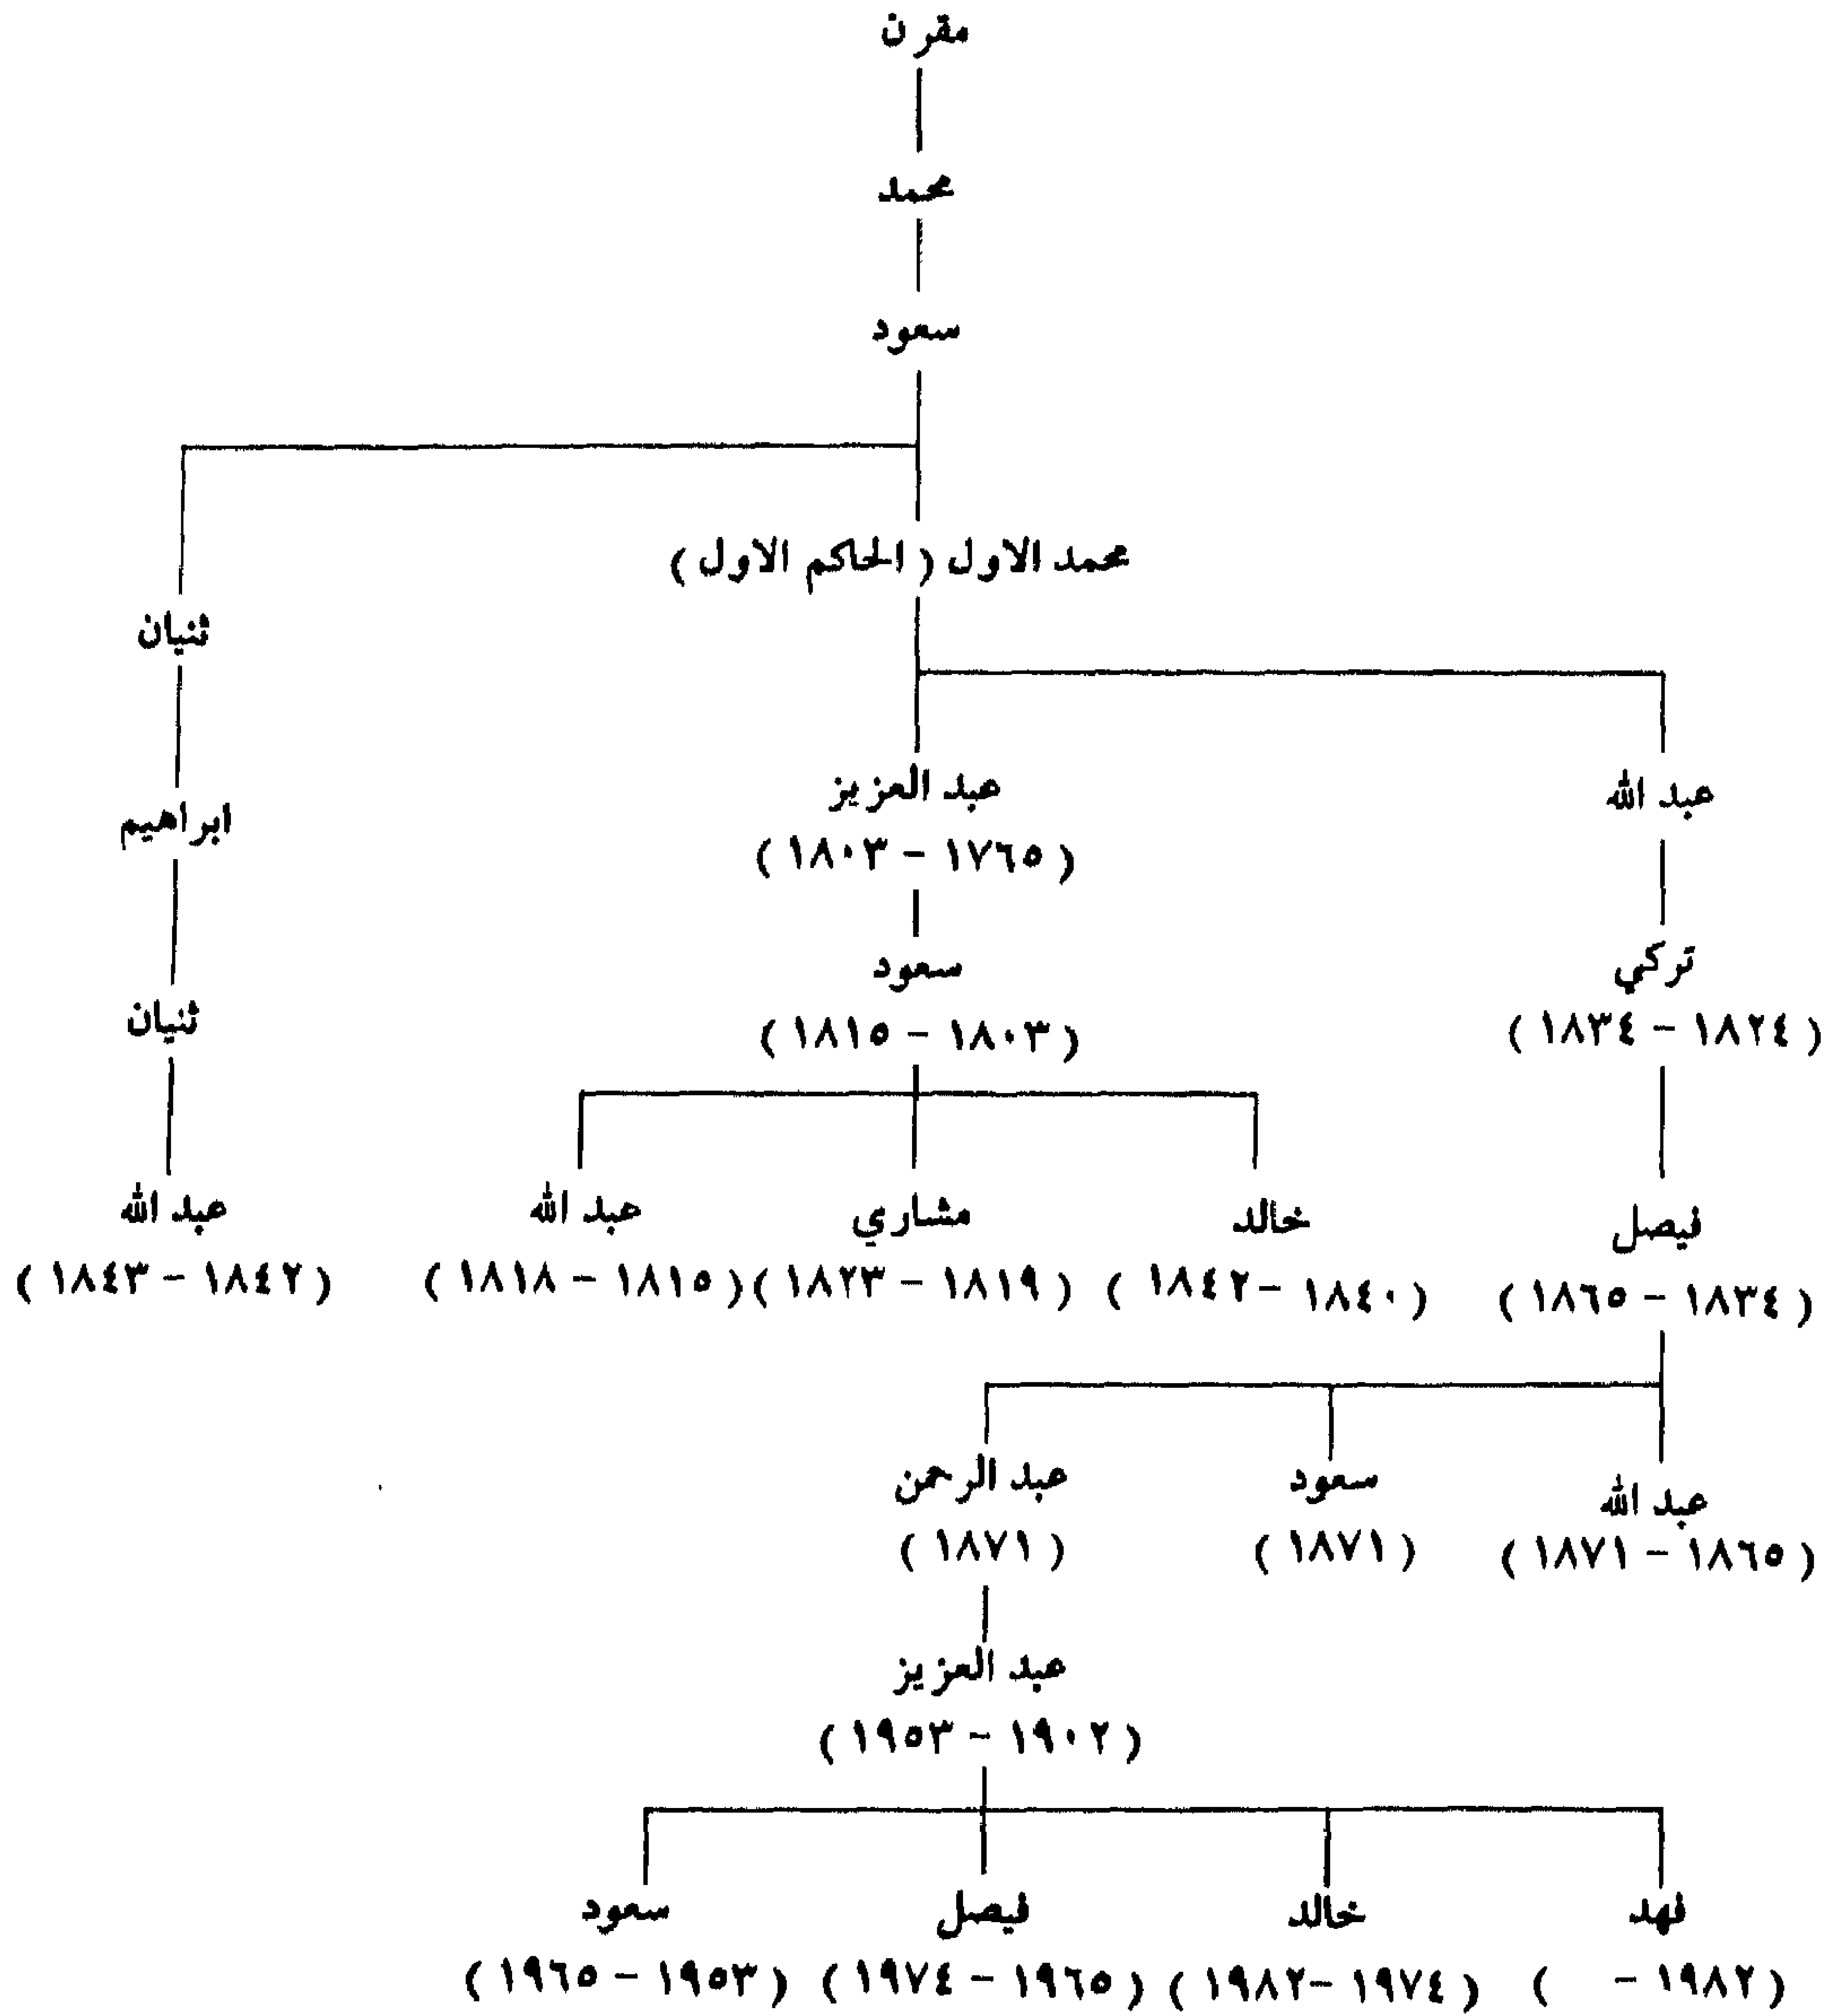 مقرن
محمد
سعود
محمد الاول ( الحاكم الاول )
ثنيان
عبد الله
عبد العزيز
ابراهيم
( ١٧٦٥ - ١٨٠٣ )
تركي
سعود
ثنيان
( ١٨٢٤ - ١٨٣٤ )
( ١٨٠٣ - ١٨١٥ )
فيصل
خالد
مشاري
عبد الله
عبد الله
( ١٨٣٤ - ١٨٦٥ )
( ١٨٤٠ - ١٨٤٢ )
( ١٨١٩ - ١٨٢٣ )
( ١٨١٥ - ١٨١٨ )
( ١٨٤٢ - ١٨٤٣ )
عبد الله
سعود
عبد الرحمن
( ١٨٦٥ - ١٨٧١ )
( ١٨٧١ )
( ١٨٧١ )
عبد العزيز
( ١٩٠٢ - ١٩٥٣ )
فهد
خالد
فيصل
سعود
( ١٩٨٢ - )
( ١٩٧٤ - ١٩٨٢ )
( ١٩٦٥ - ١٩٧٤ )
( ١٩٥٣ - ١٩٦٥ )